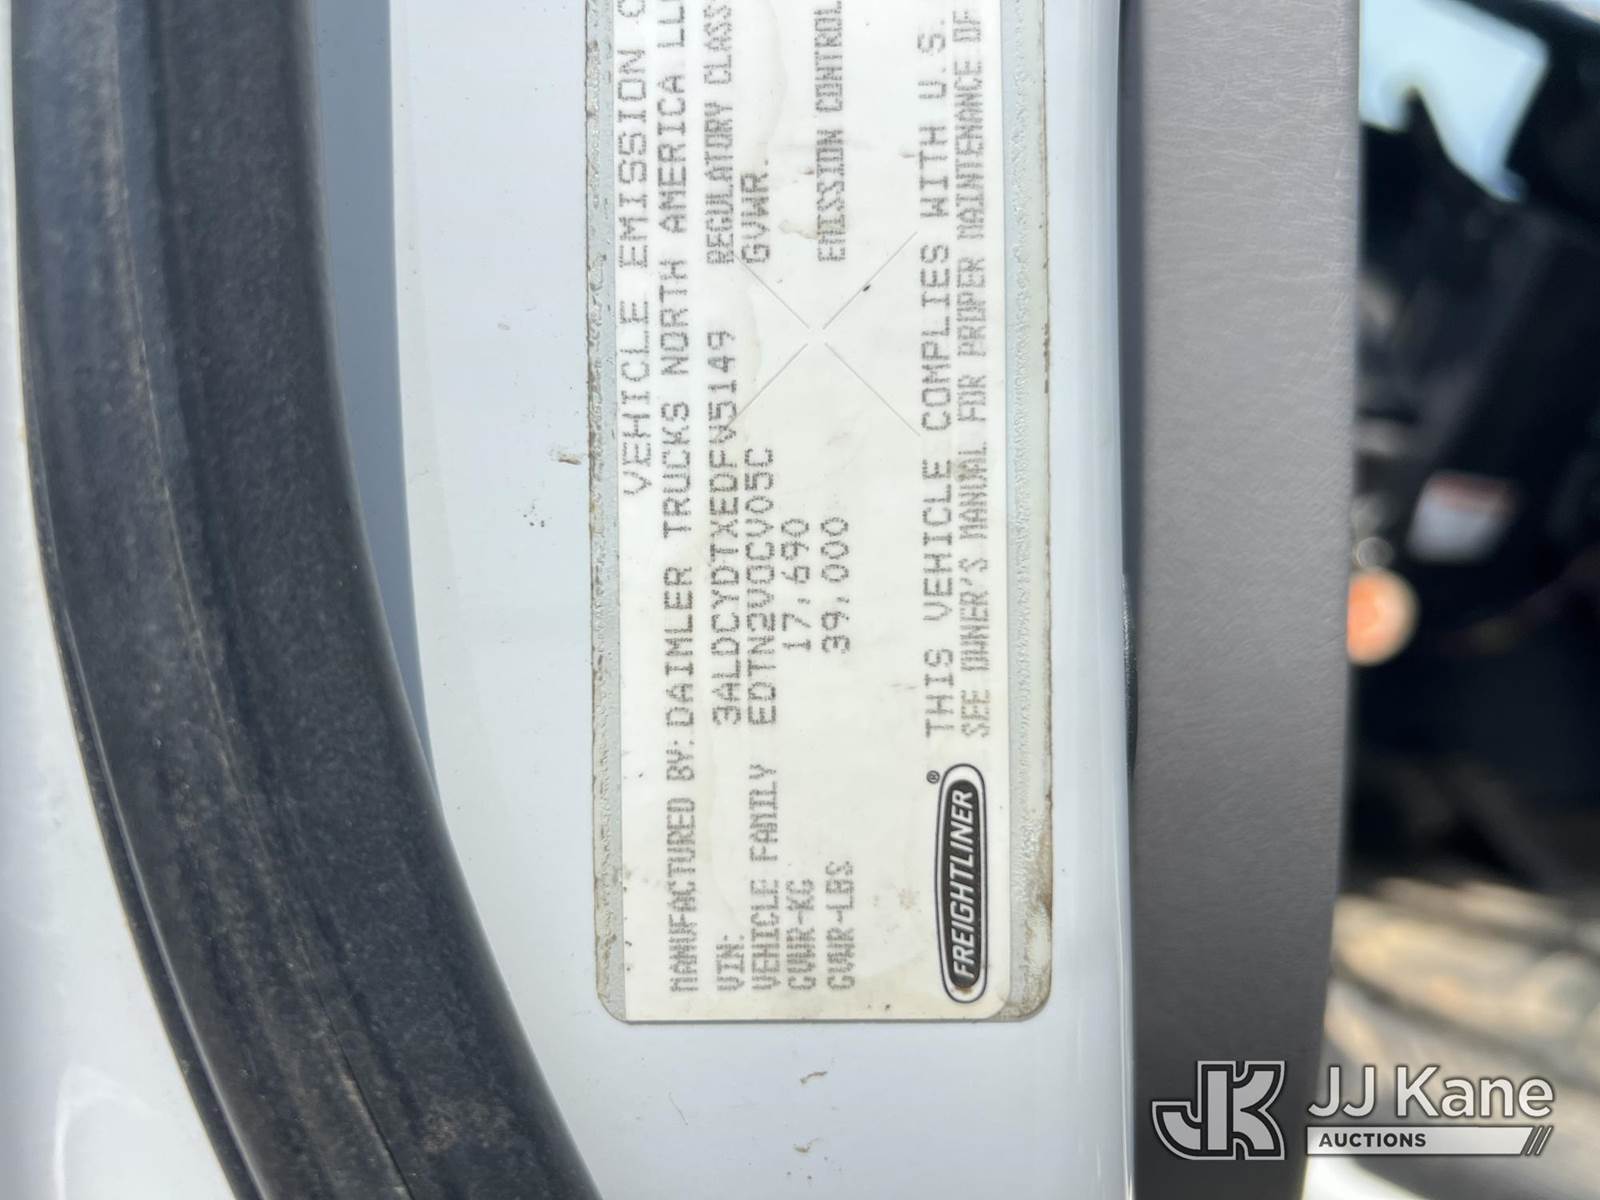 VEHICLE EMISSION
MANUFACTURED BY: DAIMLER TRUCKS NORTH AMERICA LLC
VIN: 3ALDCYDTXEDFV5149 REGULATORY CLASS
VEHICLE FAMILY EDTN2VOCV05C GVWR.
GVWR-KG 17,690
GVWR-LBS 39,000 EMISSION CONTROL
THIS VEHICLE COMPLIES WITH U.S.
SEE OWNER'S MANUAL FOR PROPER MAINTENANCE OF
FREIGHTLINER®
JK JJ Kane
AUCTIONS